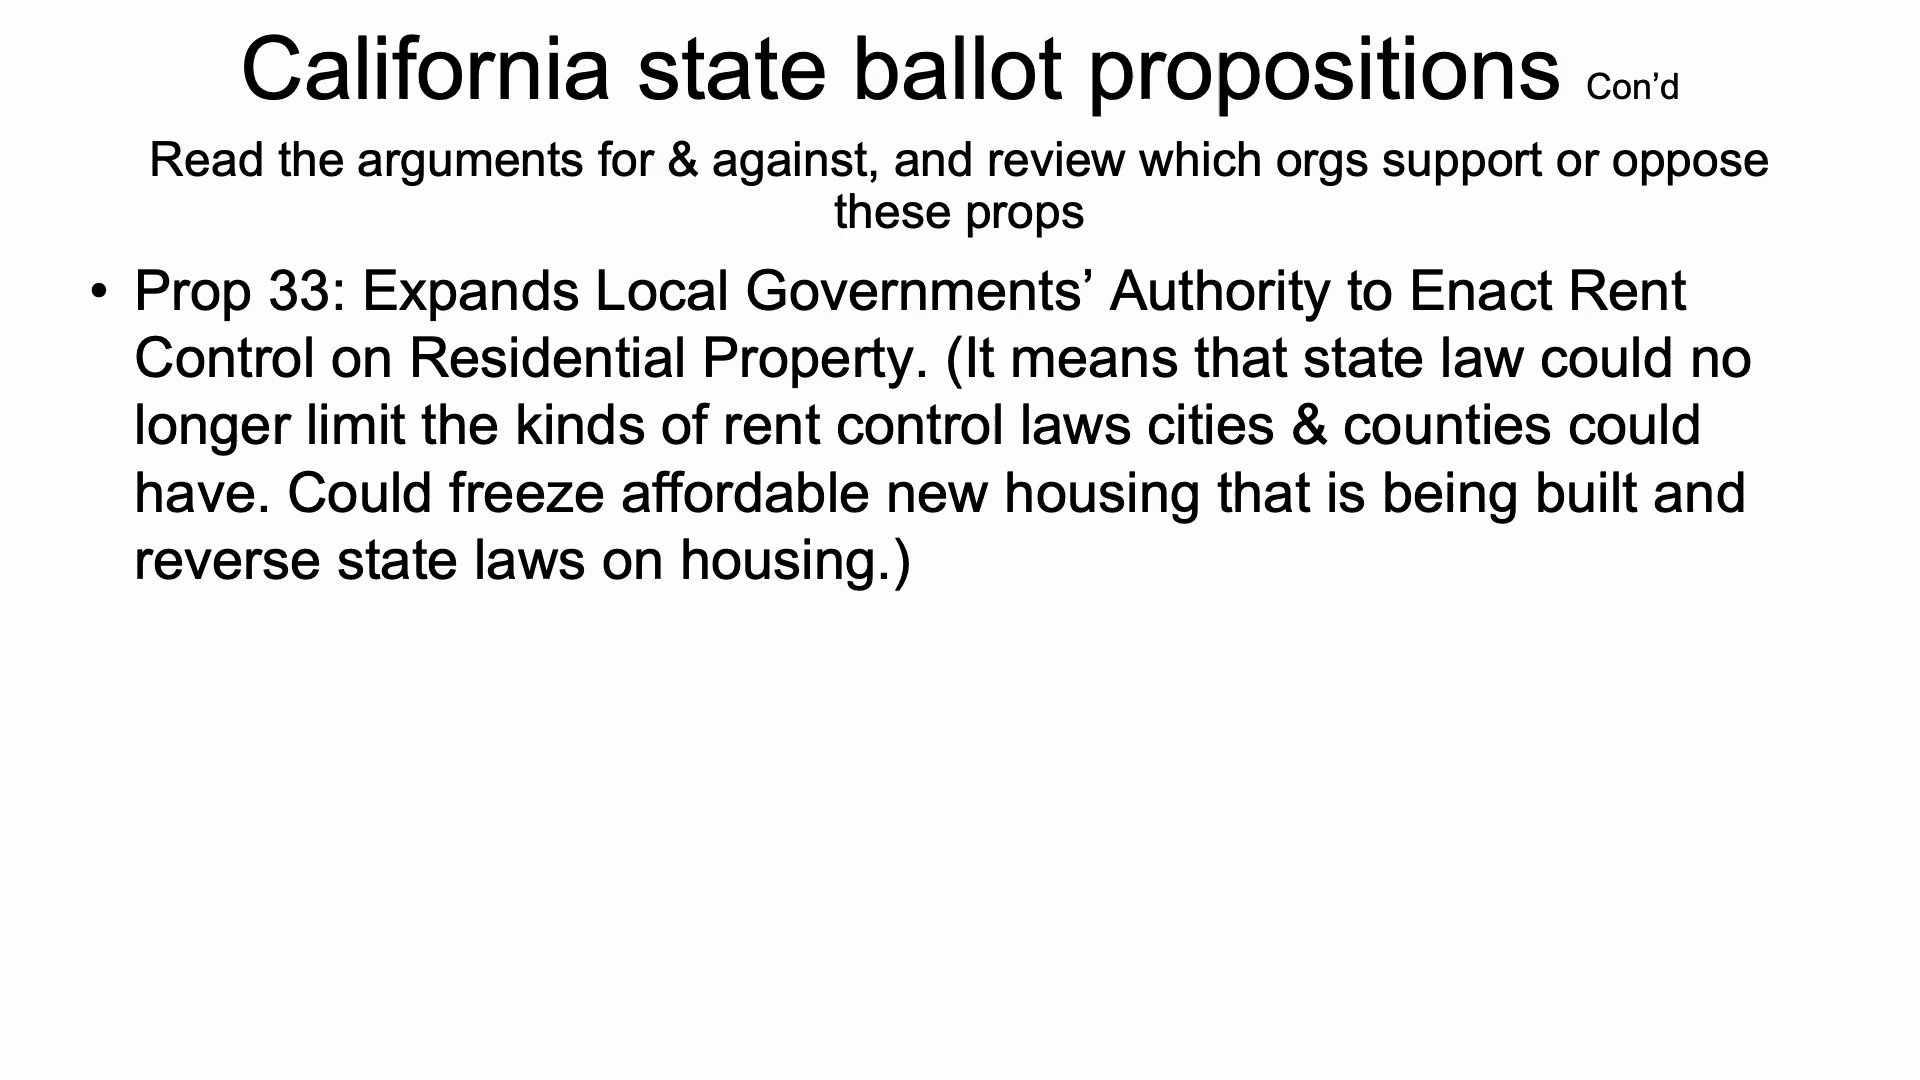 California state ballot propositions Con’d
Read the arguments for & against, and review which orgs support or oppose
these props
• Prop 33: Expands Local Governments’ Authority to Enact Rent
Control on Residential Property. (It means that state law could no
longer limit the kinds of rent control laws cities & counties could
have. Could freeze affordable new housing that is being built and
reverse state laws on housing.)